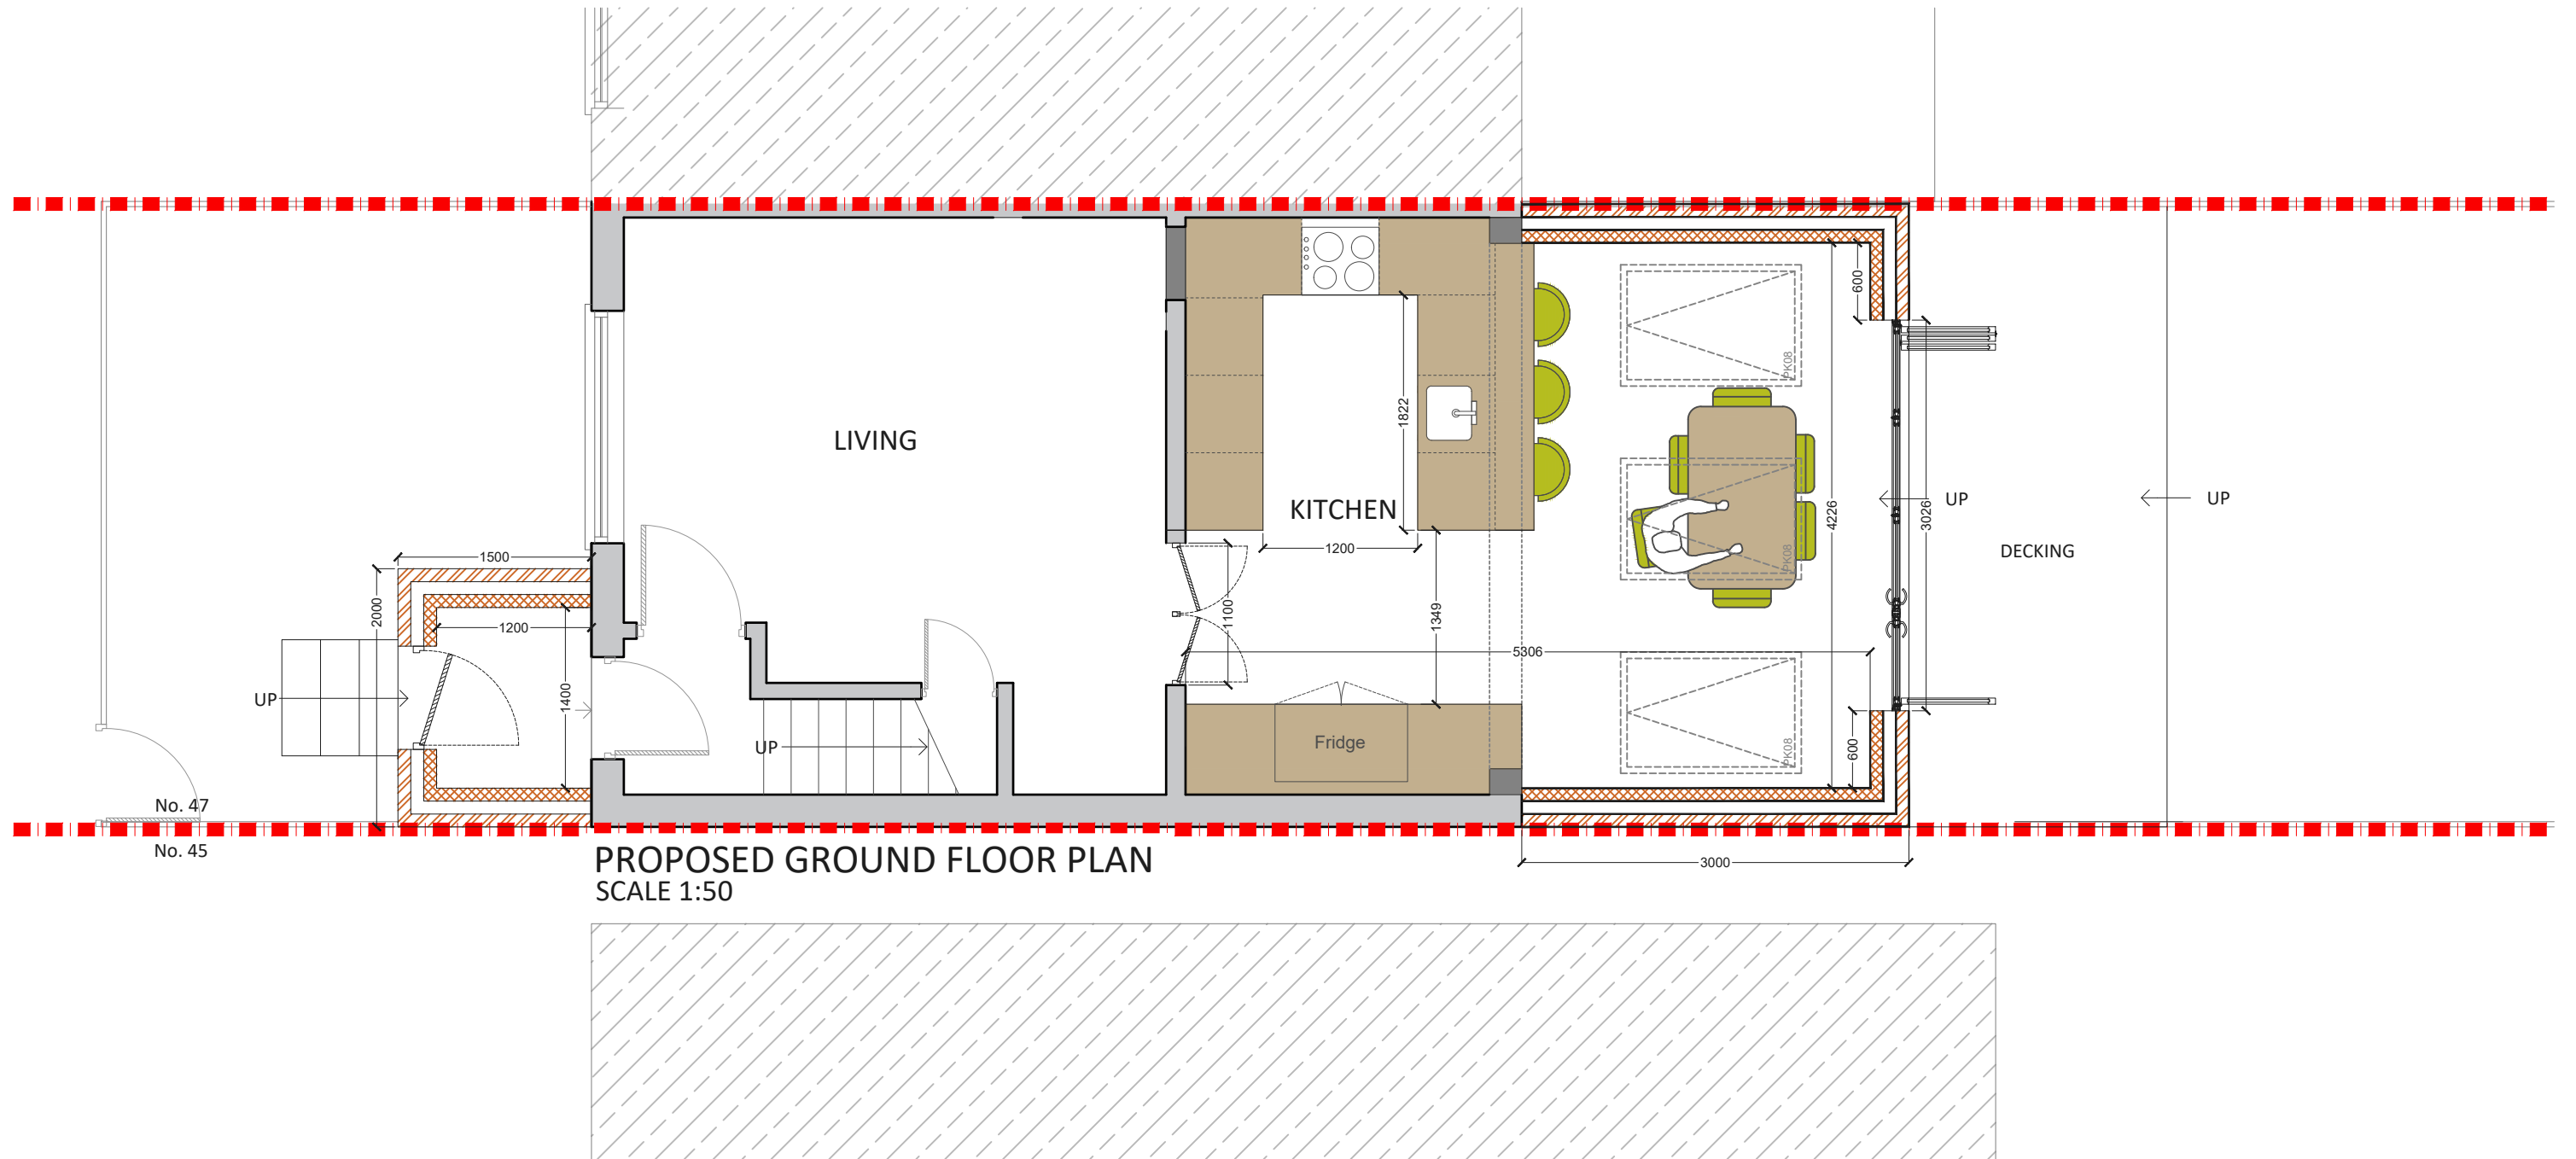 PK08
600
1822
LIVING
UP
UP
3026
4226
KITCHEN
DECKING
1200
1500
2000
1200
1100
1349
5306
1400
UP
PK08
UP
Fridge
600
PK08
No. 47
No. 45
PROPOSED GROUND FLOOR PLAN
3000
SCALE 1:50